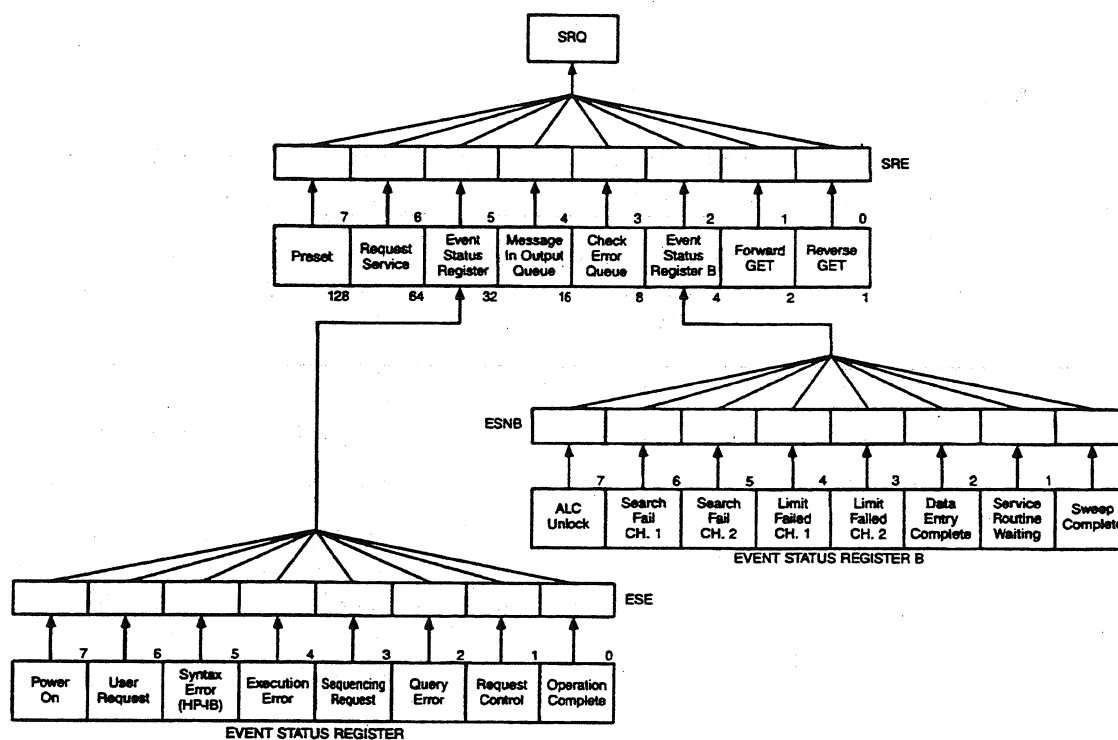 SRQ
SRE
7 6 5 4 3 2 1 0
Preset
Request
Service
Event
Status
Register
Message
In Output
Queue
Check
Error
Queue
Event
Status
Register B
Forward
GET
Reverse
GET
128 64 32 16 8 4 2 1
ESNB
7 6 5 4 3 2 1
ALC
Unlock
Search
Fail
CH. 1
Search
Fail
CH. 2
Limit
Failed
CH. 1
Limit
Failed
CH. 2
Data
Entry
Complete
Service
Routine
Waiting
Sweep
Complete
EVENT STATUS REGISTER B
ESE
7 6 5 4 3 2 1 0
Power
On
User
Request
Syntax
Error
(HP-IB)
Execution
Error
Sequencing
Request
Query
Error
Request
Control
Operation
Complete
EVENT STATUS REGISTER